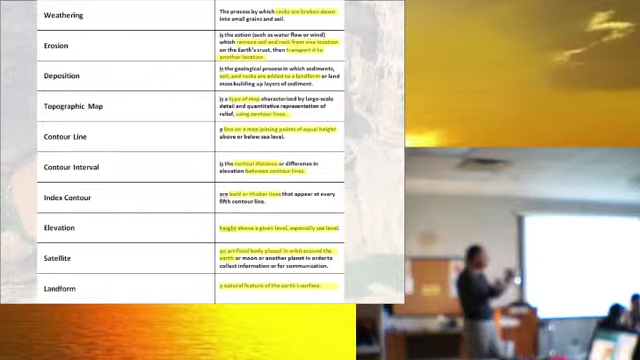 Weathering
The process by which rocks are broken down
into small grains and soil.
Erosion
is the action (such as water flow or wind)
which remove soil and rock from one location
on the Earth's crust, then transport it to
another location.
Deposition
is the geological process in which sediments,
soil, and rocks are added to a landform or land
mass building up layers of sediment.
Topographic Map
is a type of map characterized by large-scale
detail and quantitative representation of
relief, using contour lines.
Contour Line
a line on a map joining points of equal height
above or below sea level.
Contour Interval
is the vertical distance or difference in
elevation between contour lines.
Index Contour
are bold or thicker lines that appear at every
fifth contour line.
Elevation
height above a given level, especially sea level.
Satellite
an artificial body placed in orbit around the
earth or moon or another planet in order to
collect information or for communication.
Landform
a natural feature of the earth's surface.